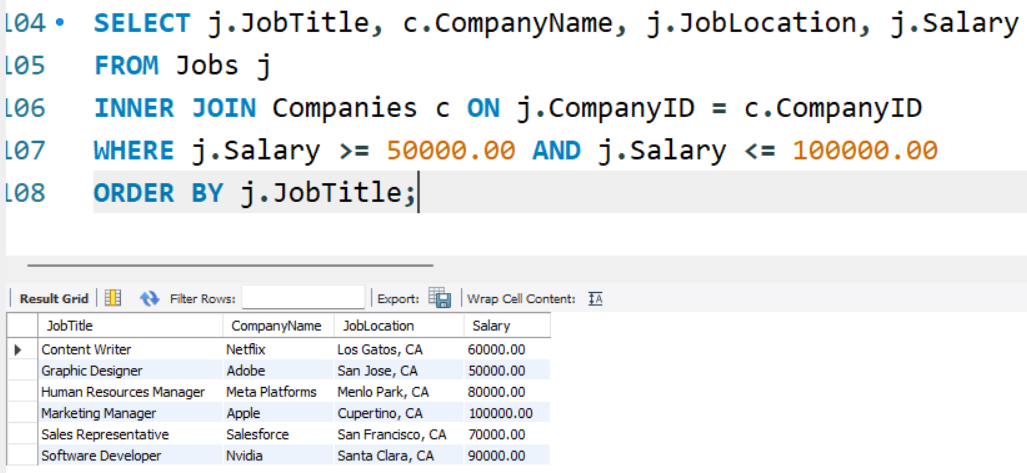 104 SELECT j.JobTitle, c.CompanyName, j.JobLocation, j.Salary
105 FROM Jobs j
106 INNER JOIN Companies c ON j.CompanyID = c.CompanyID
107 WHERE j.Salary >= 50000.00 AND j.Salary <= 100000.00
108 ORDER BY j.JobTitle;
Result Grid Filter Rows: Export: Wrap Cell Content: IA
JobTitle CompanyName JobLocation Salary
Content Writer Netflix Los Gatos, CA 60000.00
Graphic Designer Adobe San Jose, CA 50000.00
Human Resources Manager Meta Platforms Menlo Park, CA 80000.00
Marketing Manager Apple Cupertino, CA 100000.00
Sales Representative Salesforce San Francisco, CA 70000.00
Software Developer Nvidia Santa Clara, CA 90000.00